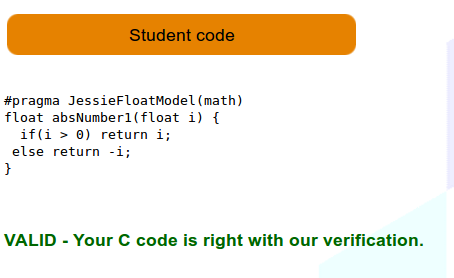 Student code
#pragma JessieFloatModel(math)
float absNumber1(float i) {
  if(i > 0) return i;
 else return -i;
}
VALID - Your C code is right with our verification.